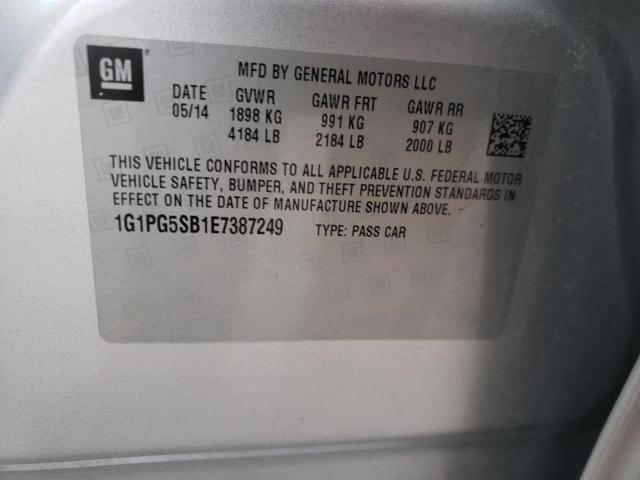 GM
MFD BY GENERAL MOTORS LLC
DATE GVWR GAWR FRT GAWR RR
05/14 1898 KG 991 KG 907 KG
4184 LB 2184 LB 2000 LB
THIS VEHICLE CONFORMS TO ALL APPLICABLE U.S. FEDERAL MOTOR
VEHICLE SAFETY, BUMPER, AND THEFT PREVENTION STANDARDS IN
EFFECT ON THE DATE OF MANUFACTURE SHOWN ABOVE.
1G1PG5SB1E7387249 TYPE: PASS CAR